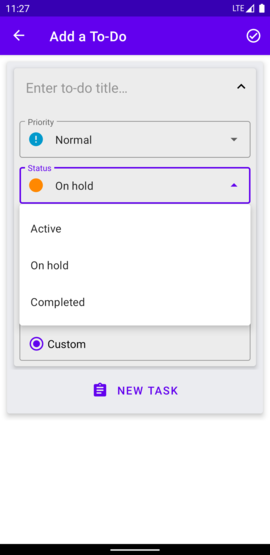 11:27
LTE
Add a To-Do
Enter to-do title...
Priority
Normal
Status
On hold
Active
On hold
Completed
Custom
NEW TASK